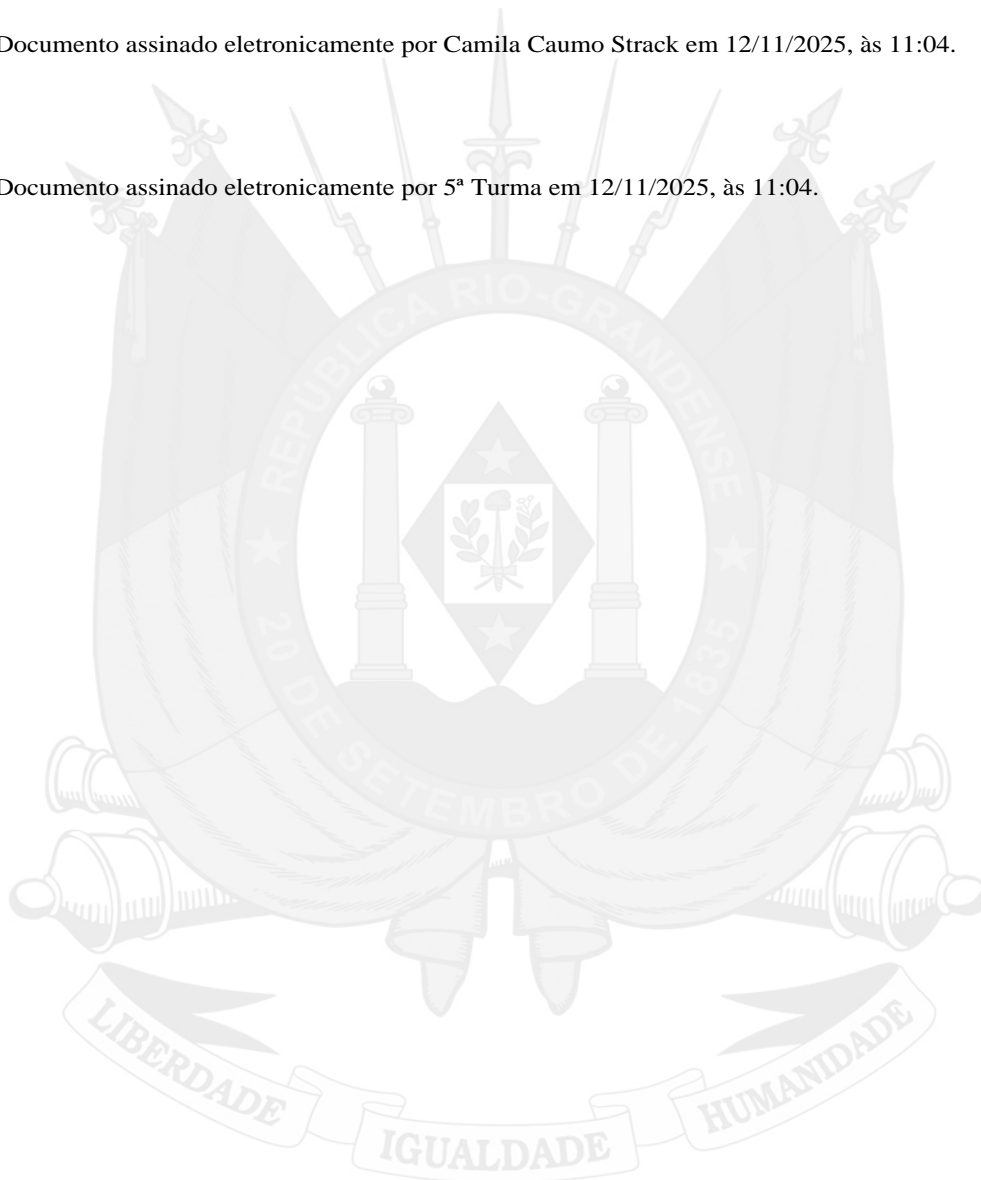 Documento assinado eletronicamente por Camila Caumo Strack em 12/11/2025, às 11:04.
Documento assinado eletronicamente por 5ª Turma em 12/11/2025, às 11:04.
REPÚBLICA RIO-GRANDENSE
20 DE SETEMBRO DE 1835
LIBERDADE
IGUALDADE
HUMANIDADE